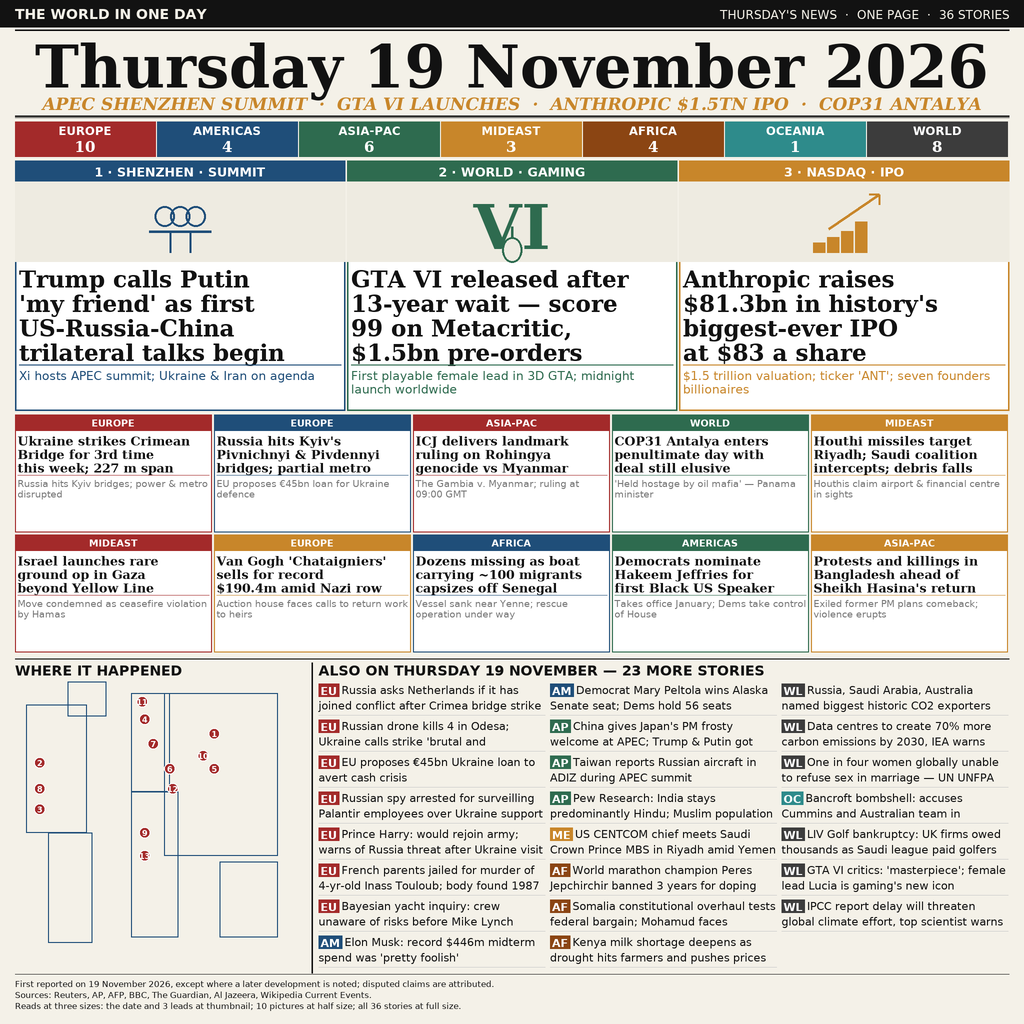 THE WORLD IN ONE DAY
THURSDAY'S NEWS · ONE PAGE · 36 STORIES
Thursday 19 November 2026
APEC SHENZHEN SUMMIT · GTA VI LAUNCHES · ANTHROPIC $1.5TN IPO · COP31 ANTALYA
EUROPE
10
AMERICAS
4
ASIA-PAC
6
MIDEAST
3
AFRICA
4
OCEANIA
1
WORLD
8
1 · SHENZHEN · SUMMIT
Trump calls Putin
'my friend' as first
US-Russia-China
trilateral talks begin
Xi hosts APEC summit; Ukraine & Iran on agenda
2 · WORLD · GAMING
VI
GTA VI released after
13-year wait — score
99 on Metacritic,
$1.5bn pre-orders
First playable female lead in 3D GTA; midnight
launch worldwide
3 · NASDAQ · IPO
Anthropic raises
$81.3bn in history's
biggest-ever IPO
at $83 a share
$1.5 trillion valuation; ticker 'ANT'; seven founders
billionaires
EUROPE
Ukraine strikes Crimean
Bridge for 3rd time
this week; 227 m span
Russia hits Kyiv bridges; power & metro
disrupted
EUROPE
Russia hits Kyiv's
Pivnichnyi & Pivdennyi
bridges; partial metro
EU proposes €45bn loan for Ukraine
defence
ASIA-PAC
ICJ delivers landmark
ruling on Rohingya
genocide vs Myanmar
The Gambia v. Myanmar; ruling at
09:00 GMT
WORLD
COP31 Antalya enters
penultimate day with
deal still elusive
'Held hostage by oil mafia' — Panama
minister
MIDEAST
Houthi missiles target
Riyadh; Saudi coalition
intercepts; debris falls
Houthis claim airport & financial centre
in sights
MIDEAST
Israel launches rare
ground op in Gaza
beyond Yellow Line
Move condemned as ceasefire violation
by Hamas
EUROPE
Van Gogh 'Chataigniers'
sells for record
$190.4m amid Nazi row
Auction house faces calls to return work
to heirs
AFRICA
Dozens missing as boat
carrying ~100 migrants
capsizes off Senegal
Vessel sank near Yenne; rescue
operation under way
AMERICAS
Democrats nominate
Hakeem Jeffries for
first Black US Speaker
Takes office January; Dems take control
of House
ASIA-PAC
Protests and killings in
Bangladesh ahead of
Sheikh Hasina's return
Exiled former PM plans comeback;
violence erupts
WHERE IT HAPPENED
11
4
1
7
10
2
6
5
8
12
3
9
13
ALSO ON THURSDAY 19 NOVEMBER — 23 MORE STORIES
EU Russia asks Netherlands if it has
joined conflict after Crimea bridge strike
EU Russian drone kills 4 in Odesa;
Ukraine calls strike 'brutal and
EU EU proposes €45bn Ukraine loan to
avert cash crisis
EU Russian spy arrested for surveilling
Palantir employees over Ukraine support
EU Prince Harry: would rejoin army;
warns of Russia threat after Ukraine visit
EU French parents jailed for murder of
4-yr-old Inass Touloub; body found 1987
EU Bayesian yacht inquiry: crew
unaware of risks before Mike Lynch
AM Elon Musk: record $446m midterm
spend was 'pretty foolish'
AM Democrat Mary Peltola wins Alaska
Senate seat; Dems hold 56 seats
AP China gives Japan's PM frosty
welcome at APEC; Trump & Putin got
AP Taiwan reports Russian aircraft in
ADIZ during APEC summit
AP Pew Research: India stays
predominantly Hindu; Muslim population
ME US CENTCOM chief meets Saudi
Crown Prince MBS in Riyadh amid Yemen
AF World marathon champion Peres
Jepchirchir banned 3 years for doping
AF Somalia constitutional overhaul tests
federal bargain; Mohamud faces
AF Kenya milk shortage deepens as
drought hits farmers and pushes prices
WL Russia, Saudi Arabia, Australia
named biggest historic CO2 exporters
WL Data centres to create 70% more
carbon emissions by 2030, IEA warns
WL One in four women globally unable
to refuse sex in marriage — UN UNFPA
OC Bancroft bombshell: accuses
Cummins and Australian team in
WL LIV Golf bankruptcy: UK firms owed
thousands as Saudi league paid golfers
WL GTA VI critics: 'masterpiece'; female
lead Lucia is gaming's new icon
WL IPCC report delay will threaten
global climate effort, top scientist warns
First reported on 19 November 2026, except where a later development is noted; disputed claims are attributed.
Sources: Reuters, AP, AFP, BBC, The Guardian, Al Jazeera, Wikipedia Current Events.
Reads at three sizes: the date and 3 leads at thumbnail; 10 pictures at half size; all 36 stories at full size.